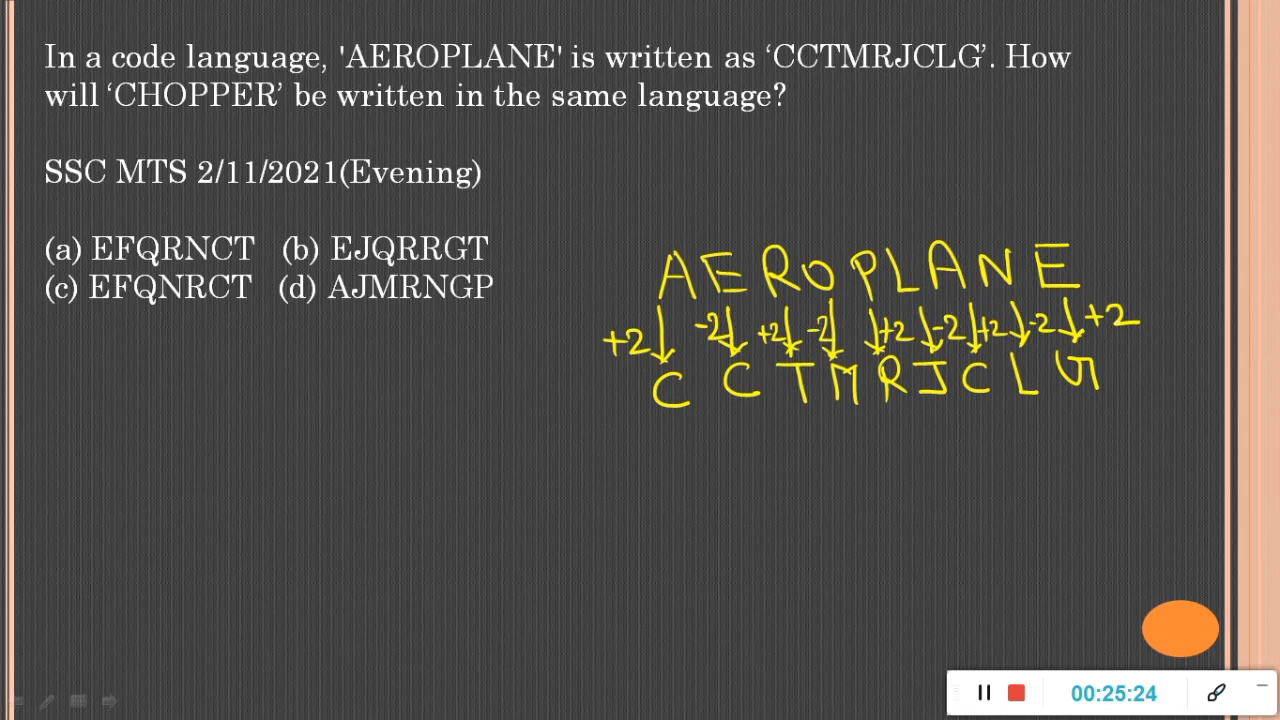 In a code language, 'AEROPLANE' is written as ‘CCTMRJCLG’. How
will ‘CHOPPER’ be written in the same language?
SSC MTS 2/11/2021(Evening)
(a) EFQRNCT (b) EJQRRGT
(c) EFQNRCT (d) AJMRNGP
A E R O P L A N E
+2 -2 +2 -2 +2 -2 +2 -2 +2
C C T M R J C L G
00:25:24